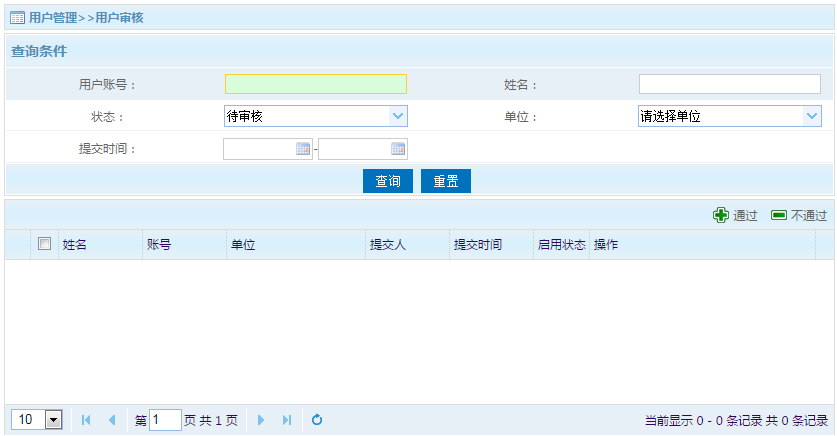 用户管理>>用户审核
查询条件
用户账号： 姓名：
状态： 待审核 单位： 请选择单位
提交时间： -
查询 重置
通过 不通过
姓名 账号 单位 提交人 提交时间 启用状态 操作
10 第 1 页 共 1 页 当前显示 0 - 0 条记录 共 0 条记录